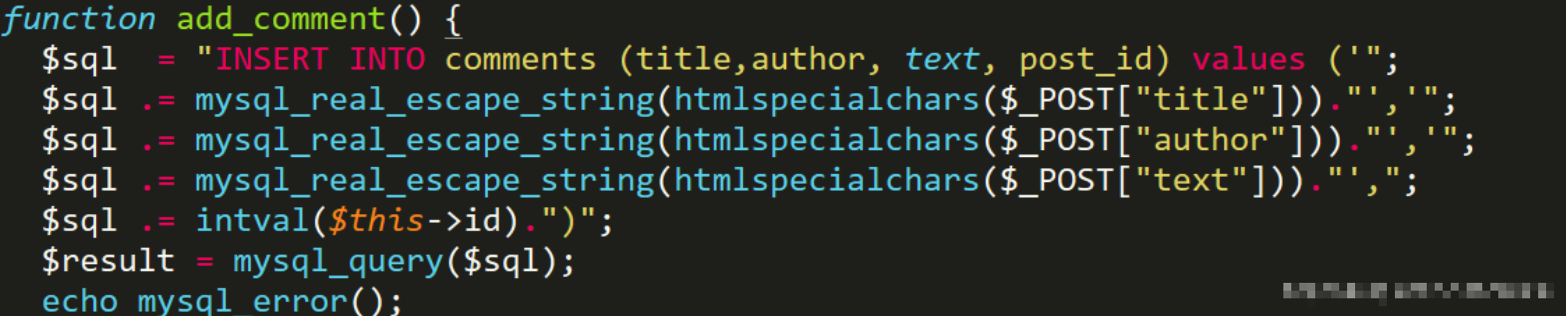 function add_comment() {
  $sql  = "INSERT INTO comments (title,author, text, post_id) values ('";
  $sql .= mysql_real_escape_string(htmlspecialchars($_POST["title"]))."','";
  $sql .= mysql_real_escape_string(htmlspecialchars($_POST["author"]))."','";
  $sql .= mysql_real_escape_string(htmlspecialchars($_POST["text"]))."',";
  $sql .= intval($this->id).")";
  $result = mysql_query($sql);
  echo mysql_error();